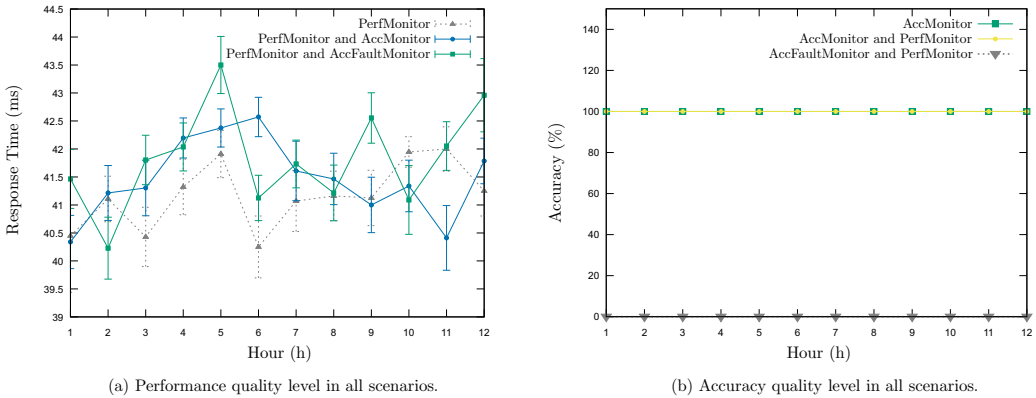 44.5
44
43.5
43
42.5
42
41.5
41
40.5
40
39.5
39
Response Time (ms)
PerfMonitor
PerfMonitor and AccMonitor
PerfMonitor and AccFaultMonitor
1 2 3 4 5 6 7 8 9 10 11 12
Hour (h)
(a) Performance quality level in all scenarios.
140
120
100
80
60
40
20
0
Accuracy (%)
AccMonitor
AccMonitor and PerfMonitor
AccFaultMonitor and PerfMonitor
1 2 3 4 5 6 7 8 9 10 11 12
Hour (h)
(b) Accuracy quality level in all scenarios.